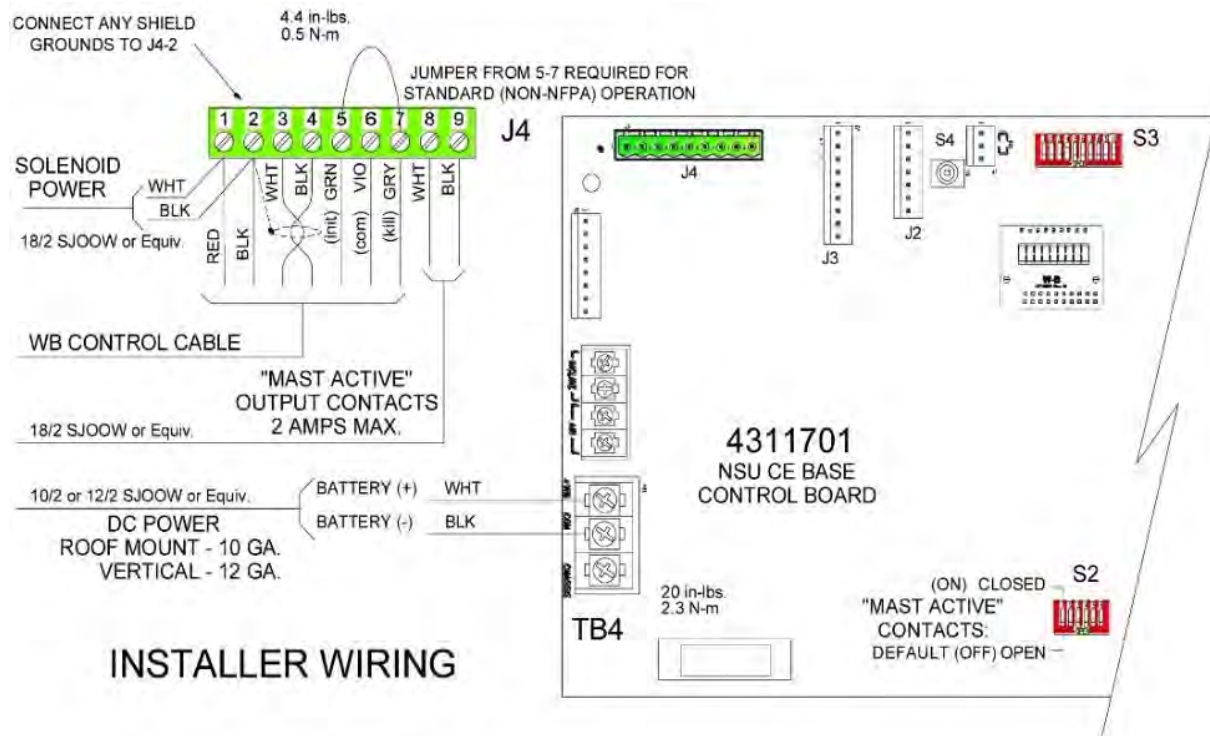 CONNECT ANY SHIELD
GROUNDS TO J4-2
4.4 in-lbs.
0.5 N-m
JUMPER FROM 5-7 REQUIRED FOR
STANDARD (NON-NFPA) OPERATION
1 2 3 4 5 6 7 8 9
J4
SOLENOID
POWER
WHT
BLK
18/2 SJOOW or Equiv.
RED
BLK
WHT
BLK
(init) GRN
(com) VIO
(kill) GRY
WHT
BLK
WB CONTROL CABLE
"MAST ACTIVE"
OUTPUT CONTACTS
2 AMPS MAX.
18/2 SJOOW or Equiv.
10/2 or 12/2 SJOOW or Equiv.
BATTERY (+) WHT
BATTERY (-) BLK
DC POWER
ROOF MOUNT - 10 GA.
VERTICAL - 12 GA.
INSTALLER WIRING
J4
J3
J2
S4
S3
W-B
4311701
NSU CE BASE
CONTROL BOARD
COM
CHASSIS
TB4
20 in-lbs.
2.3 N-m
S2
(ON) CLOSED
"MAST ACTIVE"
CONTACTS:
DEFAULT (OFF) OPEN